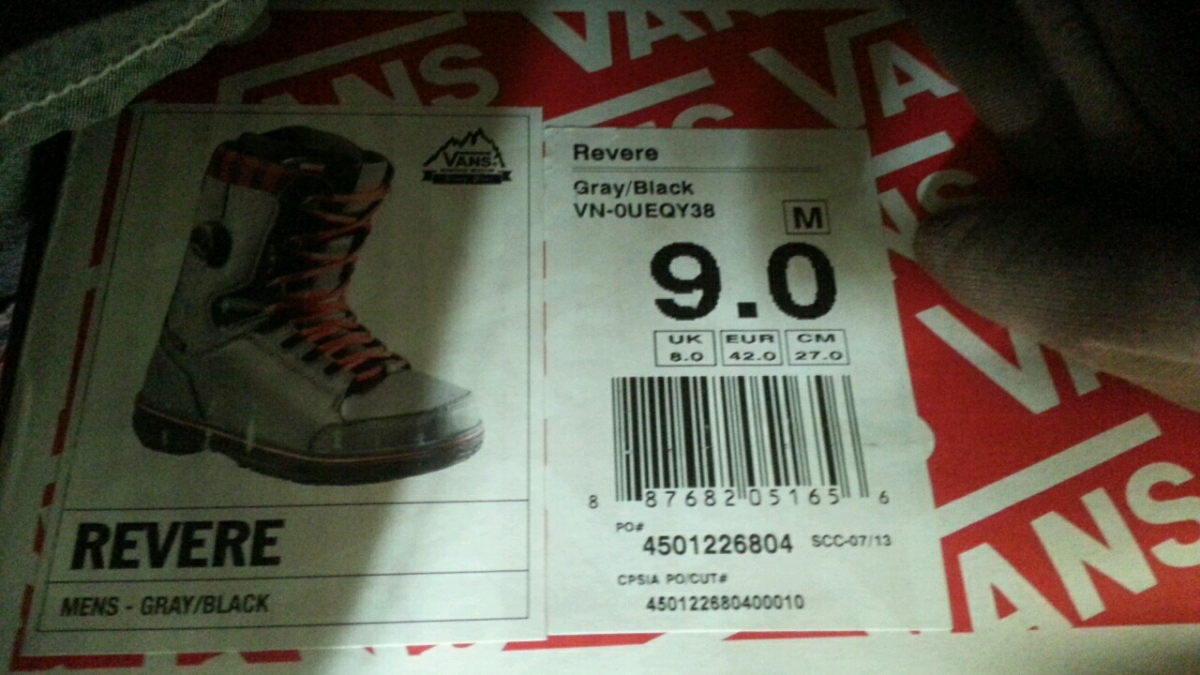 VANS
VANS
VANS
VANS
REVERE
MENS - GRAY/BLACK
Revere
Gray/Black
VN-0UEQY38
M
9.0
UK EUR CM
8.0 42.0 27.0
8 87682 05165 6
PO#
4501226804 SCC-07/13
CPSIA PO/CUT#
450122680400010
VANS